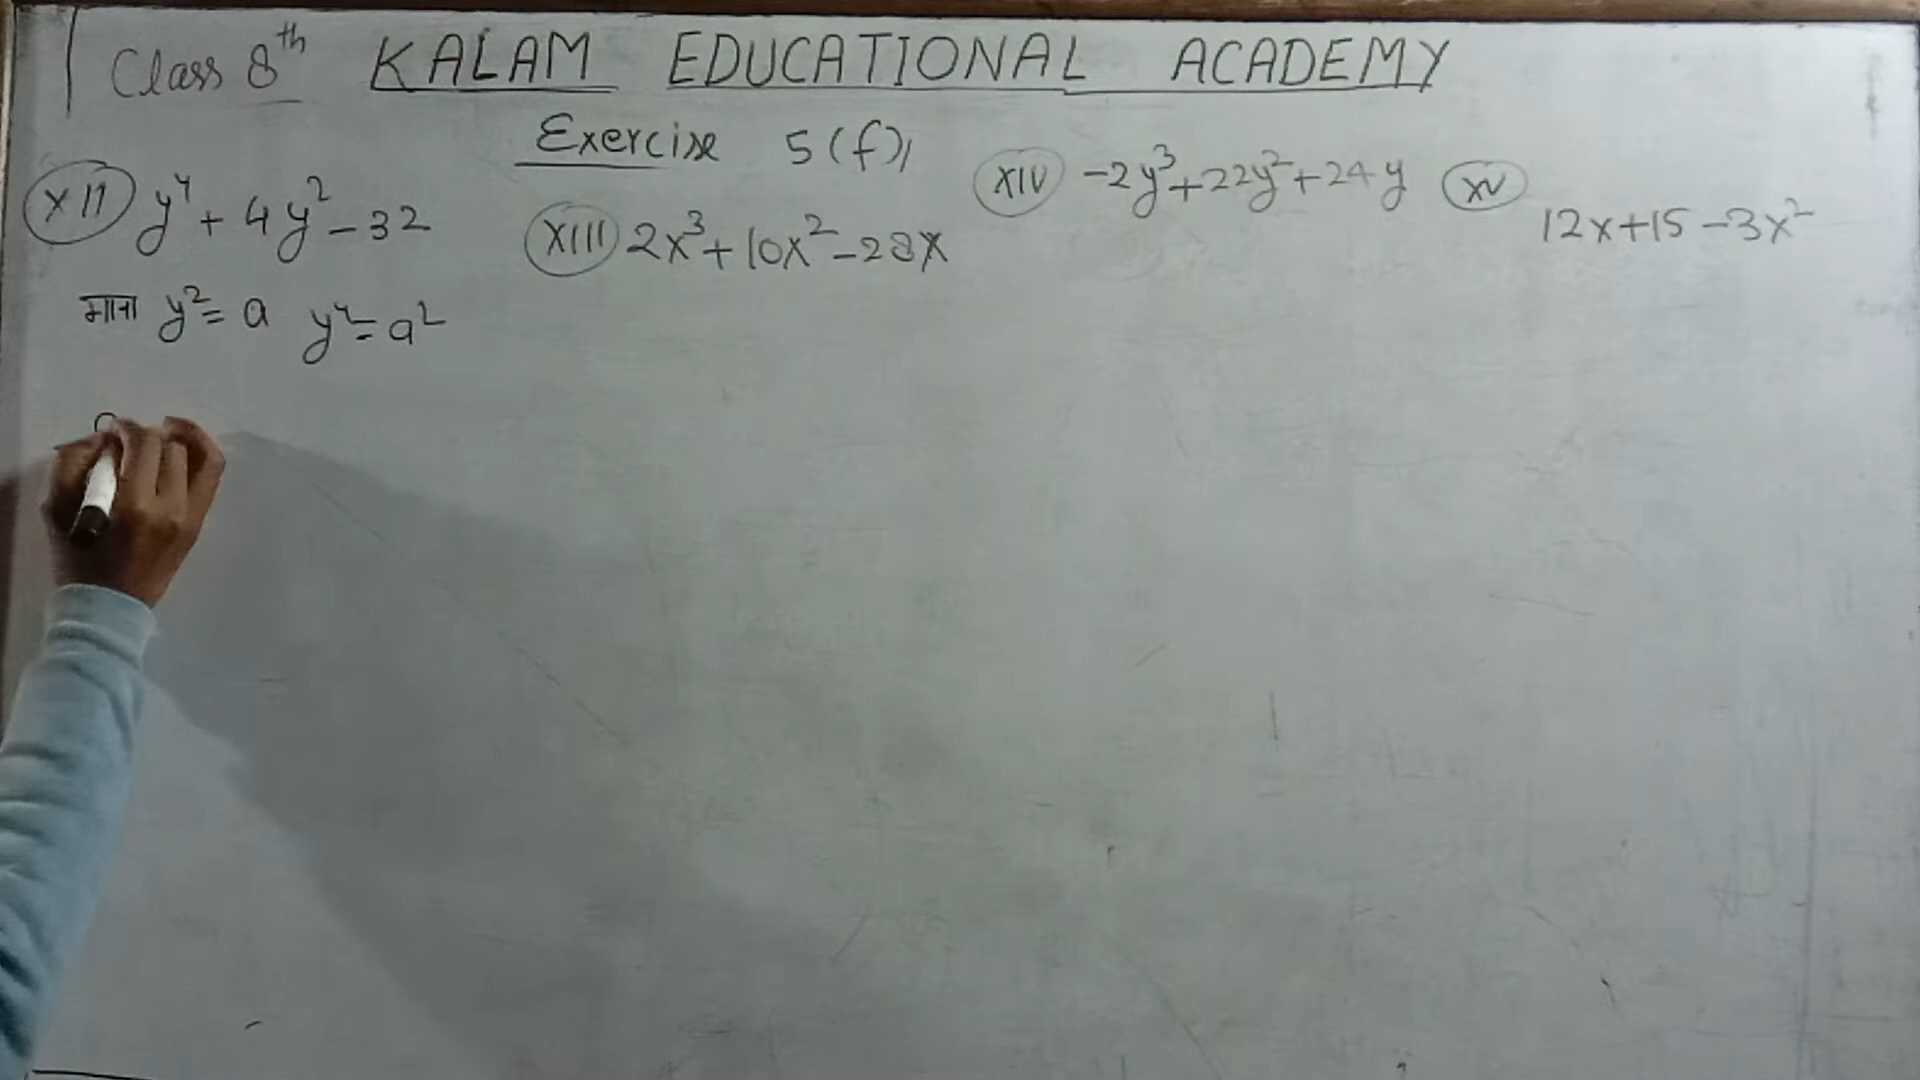 Class 8th KALAM EDUCATIONAL ACADEMY
Exercise 5(f),
(XII) y⁴ + 4y² - 32
(XIII) 2x³ + 10x² - 28x
(XIV) -2y³ + 22y² + 24y
(XV) 12x + 15 - 3x²
माना y² = a y⁴ = a²